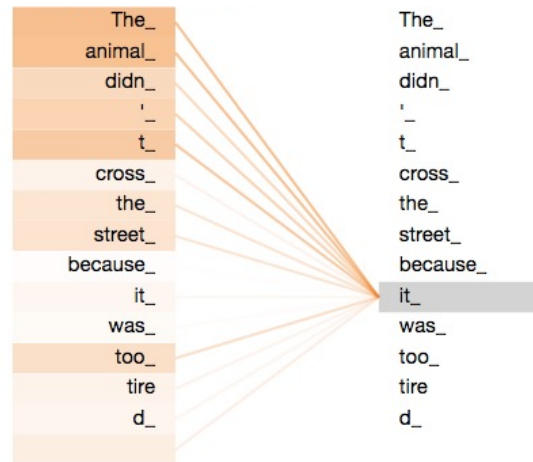 The_ The_
animal_ animal_
didn_ didn_
'_ '_
t_ t_
cross_ cross_
the_ the_
street_ street_
because_ because_
it_ it_
was_ was_
too_ too_
tire tire
d_ d_